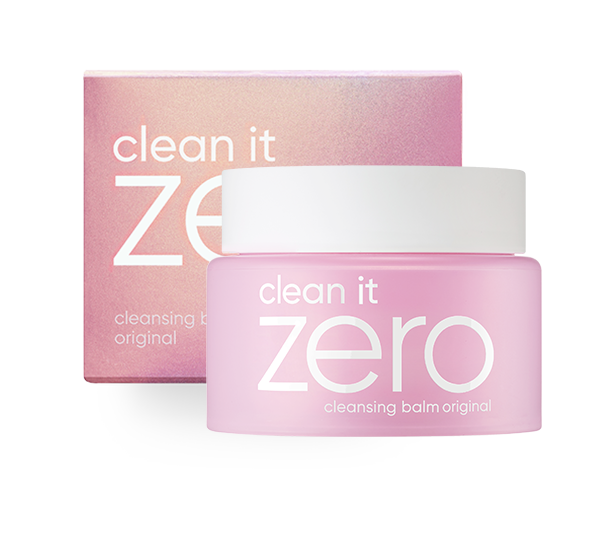 clean it
ze
cleansing b
original
clean it
zero
cleansing balm original